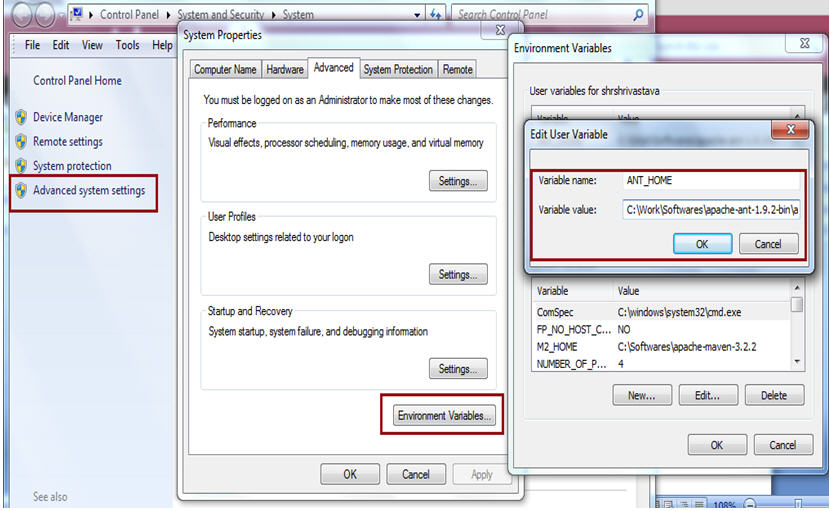 Control Panel ▸ System and Security ▸ System
Search Control Panel
File Edit View Tools Help
Control Panel Home
Device Manager
Remote settings
System protection
Advanced system settings
See also
System Properties
Computer Name Hardware Advanced System Protection Remote
You must be logged on as an Administrator to make most of these changes.
Performance
Visual effects, processor scheduling, memory usage, and virtual memory
Settings...
User Profiles
Desktop settings related to your logon
Settings...
Startup and Recovery
System startup, system failure, and debugging information
Settings...
Environment Variables...
OK Cancel Apply
Environment Variables
User variables for shrshrivastava
Variable Value
Edit User Variable
Variable name: ANT_HOME
Variable value: C:\Work\Softwares\apache-ant-1.9.2-bin\a
OK Cancel
Variable Value
ComSpec C:\windows\system32\cmd.exe
FP_NO_HOST_C... NO
M2_HOME C:\Softwares\apache-maven-3.2.2
NUMBER_OF_P... 4
New... Edit... Delete
OK Cancel
108%